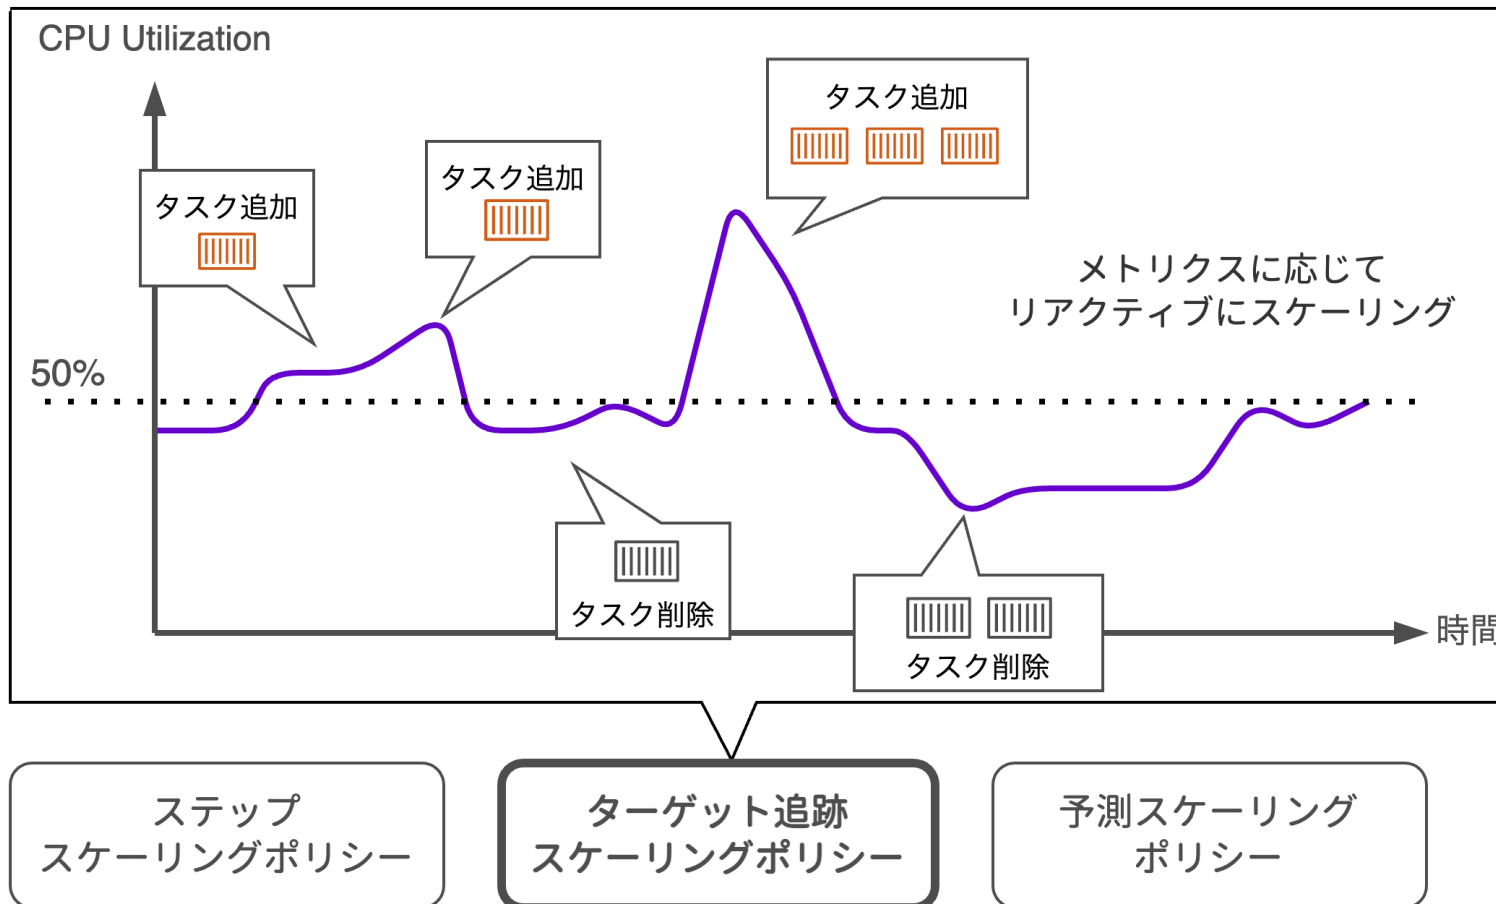 CPU Utilization
タスク追加
タスク追加
タスク追加
メトリクスに応じて
リアクティブにスケーリング
50%
タスク削除
タスク削除
時間
ステップ
スケーリングポリシー
ターゲット追跡
スケーリングポリシー
予測スケーリング
ポリシー